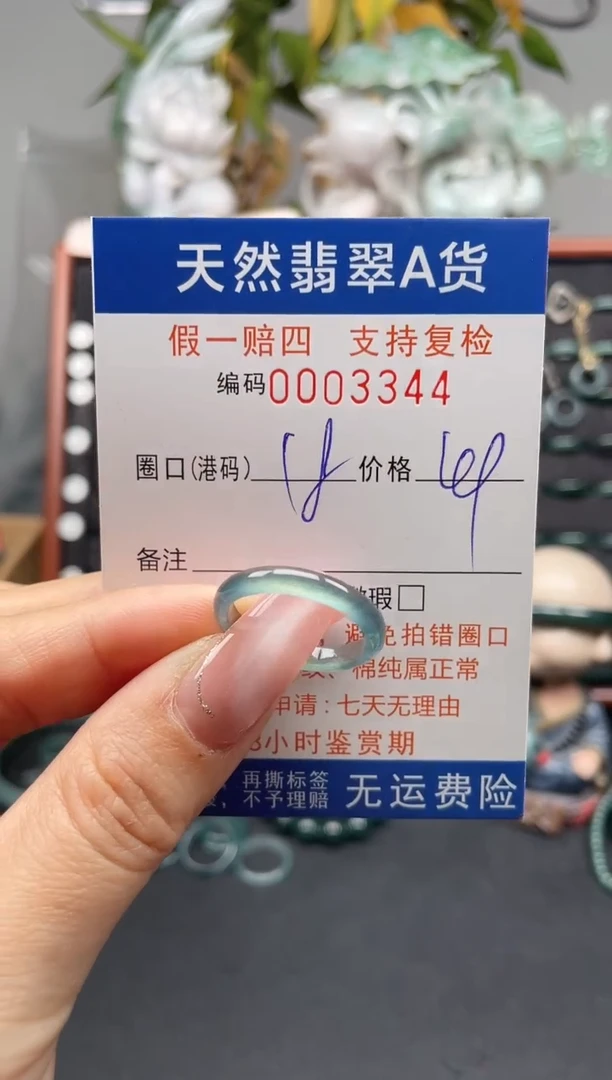 天然翡翠A货
假一赔四 支持复检
编码0003344
圈口(港码) 价格
备注
瑕□
避免拍错圈口
纹、棉纯属正常
申请:七天无理由
8小时鉴赏期
再撕标签
不予理赔 无运费险